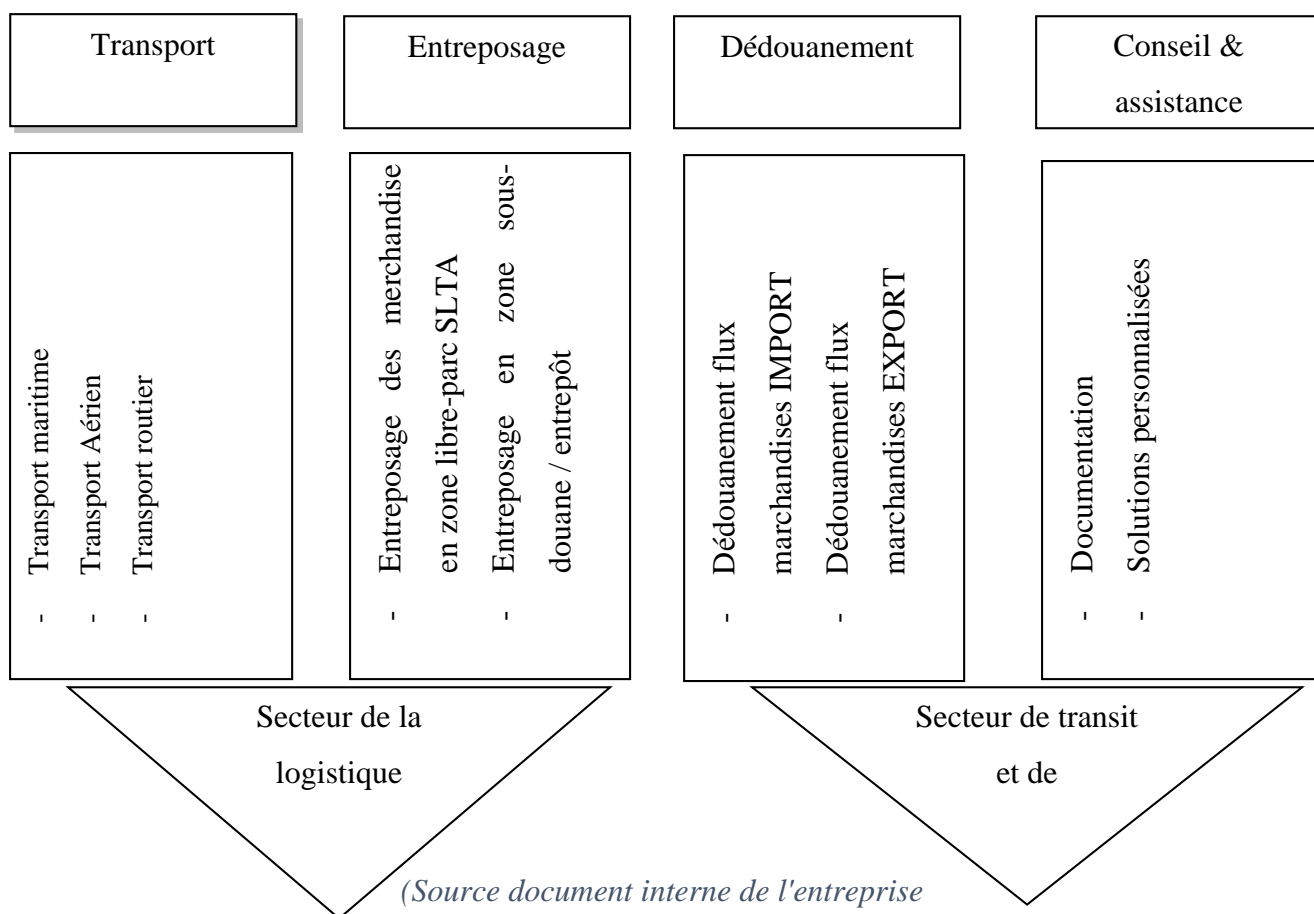 Transport
Entreposage
Dédouanement
Conseil &
assistance
- Transport maritime
- Transport Aérien
- Transport routier
- Entreposage des merchandise
en zone libre-parc SLTA
- Entreposage en zone sous-
douane / entrepôt
- Dédouanement flux
marchandises IMPORT
- Dédouanement flux
marchandises EXPORT
- Documentation
- Solutions personnalisées
Secteur de la
logistique
Secteur de transit
et de
(Source document interne de l'entreprise